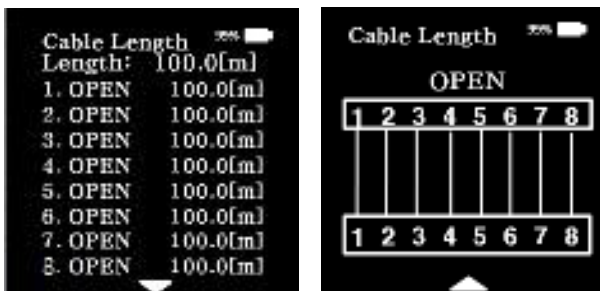 Cable Length
Length: 100.0[m]
1. OPEN 100.0[m]
2. OPEN 100.0[m]
3. OPEN 100.0[m]
4. OPEN 100.0[m]
5. OPEN 100.0[m]
6. OPEN 100.0[m]
7. OPEN 100.0[m]
8. OPEN 100.0[m]
Cable Length
OPEN
1 2 3 4 5 6 7 8
1 2 3 4 5 6 7 8